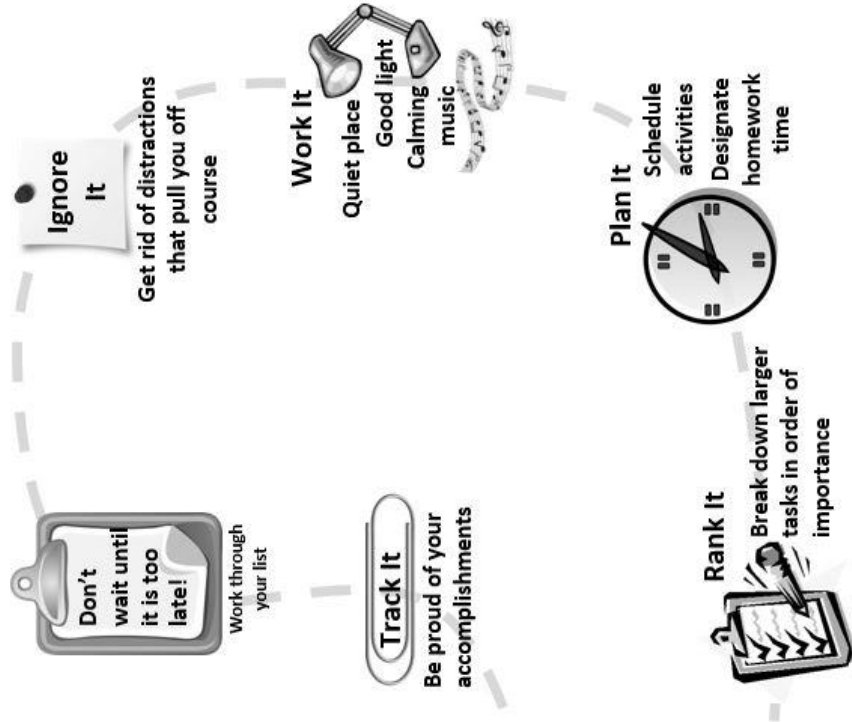 Don't
wait until
it is too
late!
Work through
your list
Track It
Be proud of your
accomplishments
Ignore
It
Get rid of distractions
that pull you off
course
Work It
Quiet place
Good light
Calming
music
Plan It
Schedule
activities
Designate
homework
time
Rank It
Break down larger
tasks in order of
importance